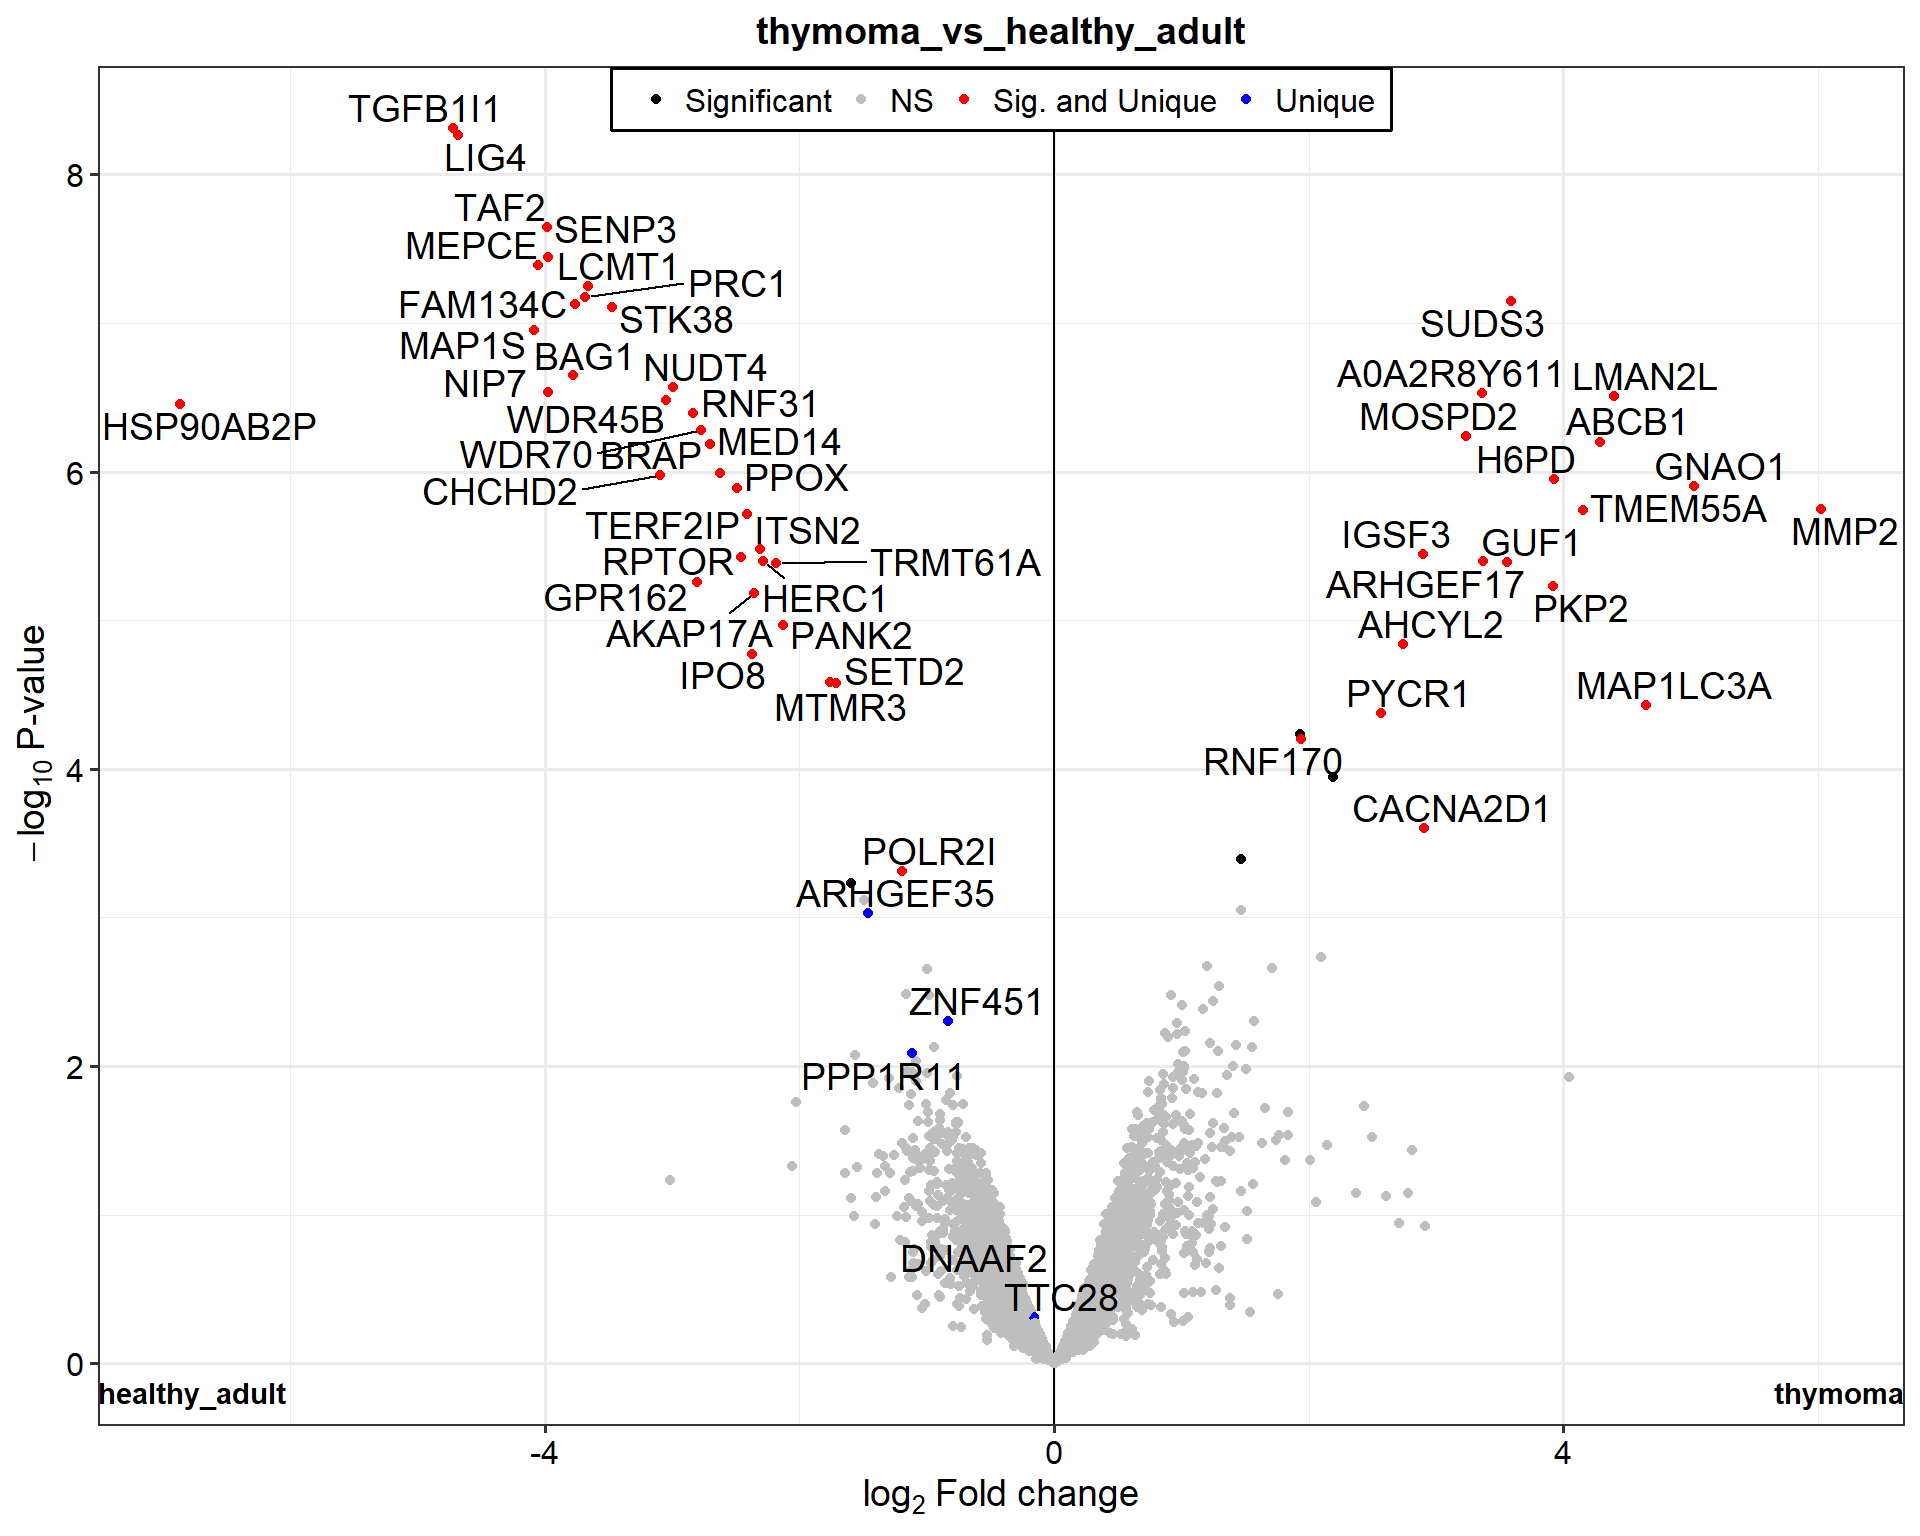 thymoma_vs_healthy_adult
Significant
NS
Sig. and Unique
Unique
TGFB1I1
LIG4
8
TAF2
SENP3
MEPCE
LCMT1
PRC1
FAM134C
STK38
SUDS3
MAP1S
BAG1
NUDT4
A0A2R8Y611
LMAN2L
NIP7
RNF31
HSP90AB2P
WDR45B
MOSPD2
ABCB1
WDR70
BRAP
MED14
H6PD
GNAO1
6
CHCHD2
PPOX
TMEM55A
MMP2
TERF2IP
ITSN2
IGSF3
GUF1
RPTOR
TRMT61A
GPR162
HERC1
ARHGEF17
PKP2
AKAP17A
PANK2
AHCYL2
IPO8
SETD2
MTMR3
PYCR1
MAP1LC3A
RNF170
4
CACNA2D1
POLR2I
ARHGEF35
ZNF451
PPP1R11
2
DNAAF2
TTC28
0
healthy_adult
thymoma
-4
0
4
log2 Fold change
−log10 P-value